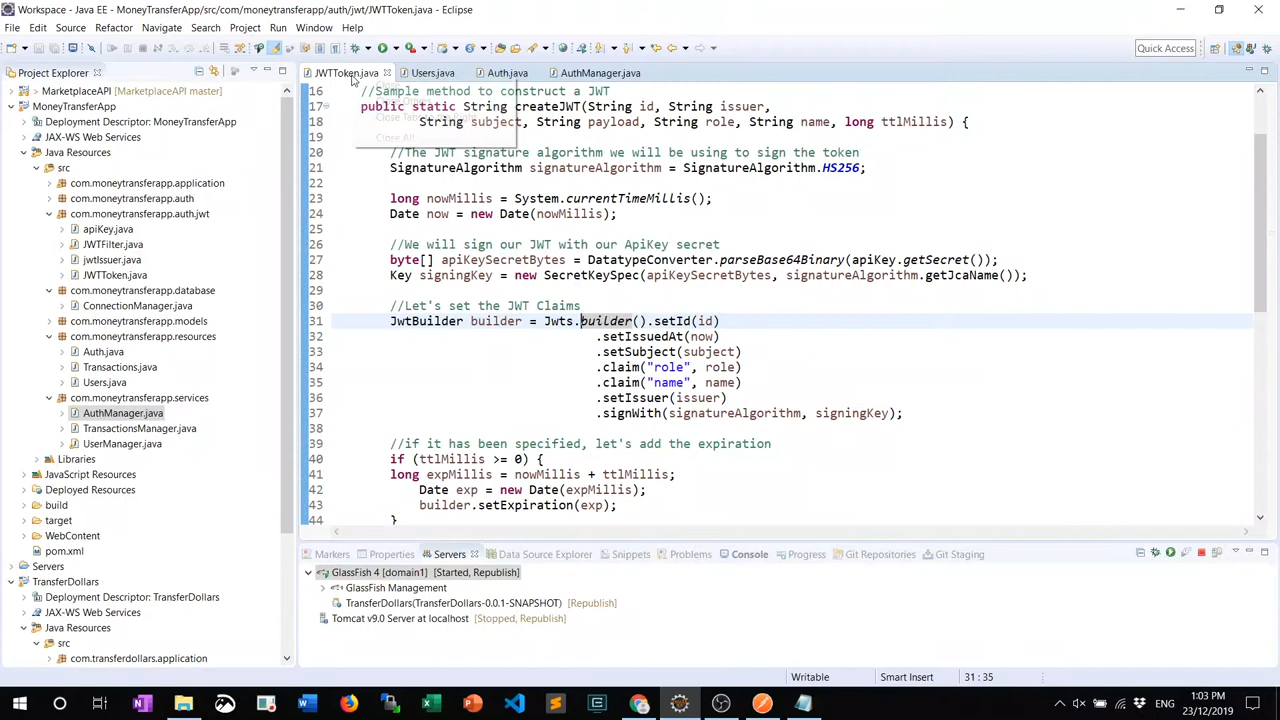 Workspace - Java EE - MoneyTransferApp/src/com/moneytransferapp/auth/jwt/JWTToken.java - Eclipse
File Edit Source Refactor Navigate Search Project Run Window Help
Quick Access
Project Explorer
MarketplaceAPI [MarketplaceAPI master]
MoneyTransferApp
Deployment Descriptor: MoneyTransferApp
JAX-WS Web Services
Java Resources
src
com.moneytransferapp.application
com.moneytransferapp.auth
com.moneytransferapp.auth.jwt
apiKey.java
JWTFilter.java
jwtIssuer.java
JWTToken.java
com.moneytransferapp.database
ConnectionManager.java
com.moneytransferapp.models
com.moneytransferapp.resources
Auth.java
Transactions.java
Users.java
com.moneytransferapp.services
AuthManager.java
TransactionsManager.java
UserManager.java
Libraries
JavaScript Resources
Deployed Resources
build
target
WebContent
pom.xml
Servers
TransferDollars
Deployment Descriptor: TransferDollars
JAX-WS Web Services
Java Resources
src
com.transferdollars.application
JWTToken.java Users.java Auth.java AuthManager.java
Close All
16 //Sample method to construct a JWT
17 public static String createJWT(String id, String issuer,
18 String subject, String payload, String role, String name, long ttlMillis) {
19
20 //The JWT signature algorithm we will be using to sign the token
21 SignatureAlgorithm signatureAlgorithm = SignatureAlgorithm.HS256;
22
23 long nowMillis = System.currentTimeMillis();
24 Date now = new Date(nowMillis);
25
26 //We will sign our JWT with our ApiKey secret
27 byte[] apiKeySecretBytes = DatatypeConverter.parseBase64Binary(apiKey.getSecret());
28 Key signingKey = new SecretKeySpec(apiKeySecretBytes, signatureAlgorithm.getJcaName());
29
30 //Let's set the JWT Claims
31 JwtBuilder builder = Jwts.builder().setId(id)
32 .setIssuedAt(now)
33 .setSubject(subject)
34 .claim("role", role)
35 .claim("name", name)
36 .setIssuer(issuer)
37 .signWith(signatureAlgorithm, signingKey);
38
39 //if it has been specified, let's add the expiration
40 if (ttlMillis >= 0) {
41 long expMillis = nowMillis + ttlMillis;
42 Date exp = new Date(expMillis);
43 builder.setExpiration(exp);
44 }
Markers Properties Servers Data Source Explorer Snippets Problems Console Progress Git Repositories Git Staging
GlassFish 4 [domain1] [Started, Republish]
GlassFish Management
TransferDollars(TransferDollars-0.0.1-SNAPSHOT) [Republish]
Tomcat v9.0 Server at localhost [Stopped, Republish]
Writable Smart Insert 31 : 35
ENG
1:03 PM
23/12/2019